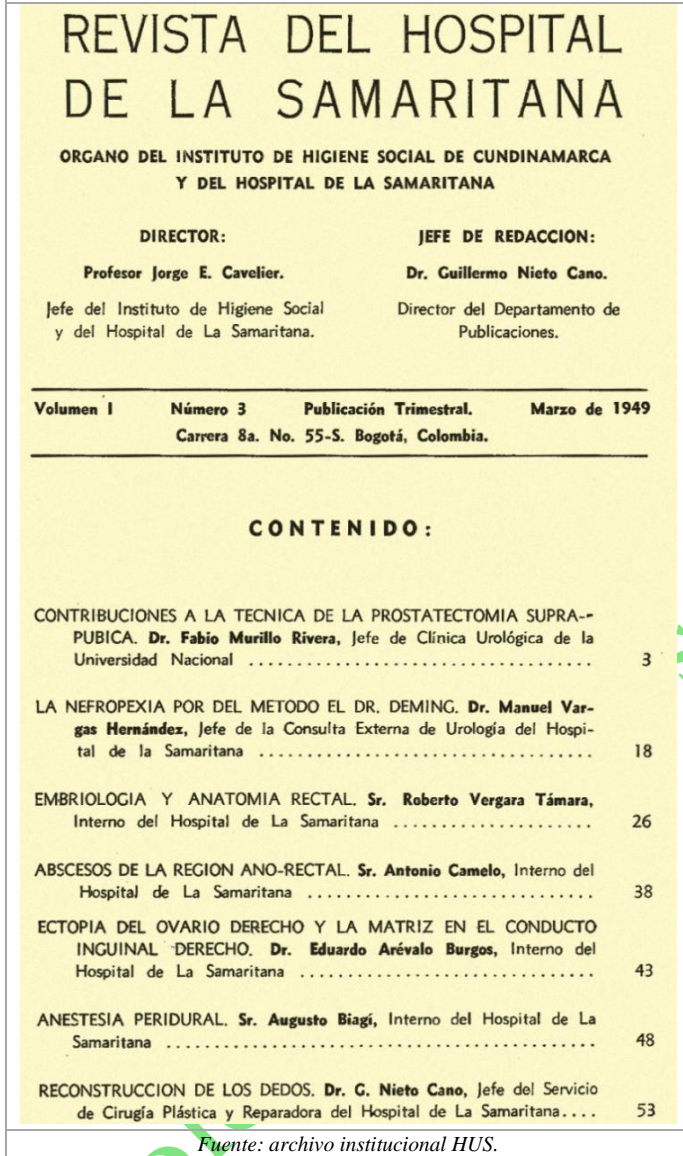 REVISTA DEL HOSPITAL
DE LA SAMARITANA
ORGANO DEL INSTITUTO DE HIGIENE SOCIAL DE CUNDINAMARCA
Y DEL HOSPITAL DE LA SAMARITANA
DIRECTOR:
Profesor Jorge E. Cavelier.
Jefe del Instituto de Higiene Social
y del Hospital de La Samaritana.
JEFE DE REDACCION:
Dr. Guillermo Nieto Cano.
Director del Departamento de
Publicaciones.
Volumen I Número 3 Publicación Trimestral. Marzo de 1949
Carrera 8a. No. 55-S. Bogotá, Colombia.
CONTENIDO:
CONTRIBUCIONES A LA TECNICA DE LA PROSTATECTOMIA SUPRA-
PUBICA. Dr. Fabio Murillo Rivera, Jefe de Clínica Urológica de la
Universidad Nacional .................................... 3
LA NEFROPEXIA POR DEL METODO EL DR. DEMING. Dr. Manuel Var-
gas Hernández, Jefe de la Consulta Externa de Urología del Hospi-
tal de la Samaritana .................................. 18
EMBRIOLOGIA Y ANATOMIA RECTAL. Sr. Roberto Vergara Támara,
Interno del Hospital de La Samaritana ..................... 26
ABSCESOS DE LA REGION ANO-RECTAL. Sr. Antonio Camelo, Interno del
Hospital de La Samaritana ............................. 38
ECTOPIA DEL OVARIO DERECHO Y LA MATRIZ EN EL CONDUCTO
INGUINAL DERECHO. Dr. Eduardo Arévalo Burgos, Interno del
Hospital de La Samaritana .............................. 43
ANESTESIA PERIDURAL. Sr. Augusto Biagí, Interno del Hospital de La
Samaritana ............................................ 48
RECONSTRUCCION DE LOS DEDOS. Dr. G. Nieto Cano, Jefe del Servicio
de Cirugía Plástica y Reparadora del Hospital de La Samaritana.... 53
Fuente: archivo institucional HUS.